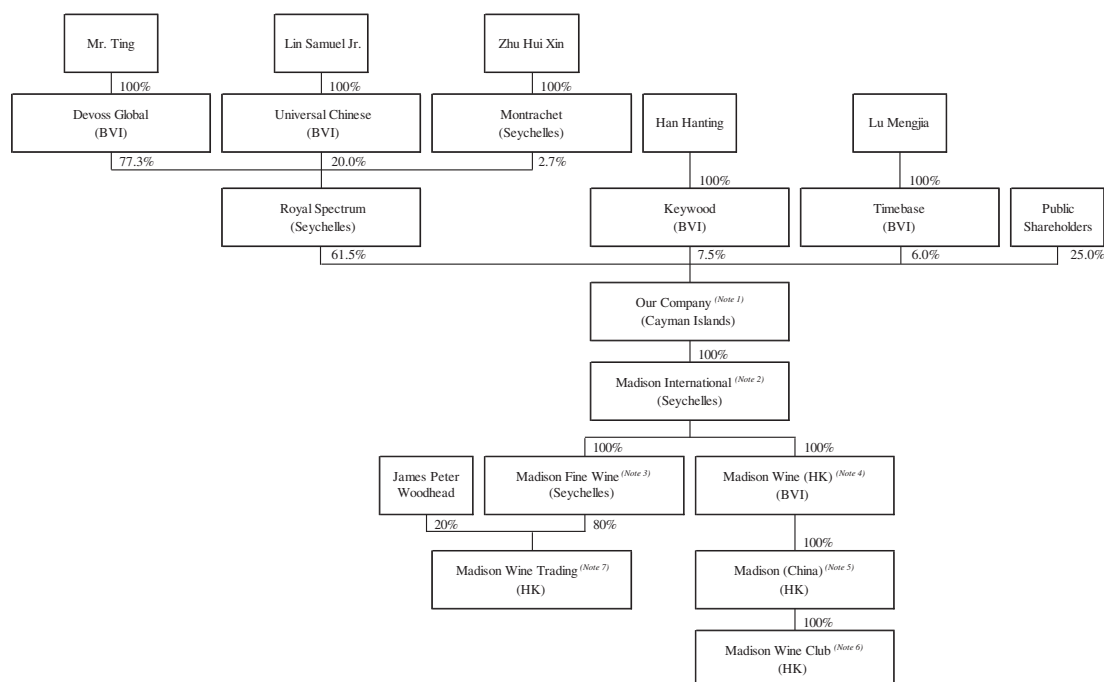 Mr. Ting
Lin Samuel Jr.
Zhu Hui Xin
100%
100%
100%
Devoss Global
(BVI)
Universal Chinese
(BVI)
Montrachet
(Seychelles)
Han Hanting
Lu Mengjia
77.3%
20.0%
2.7%
100%
100%
Royal Spectrum
(Seychelles)
Keywood
(BVI)
Timebase
(BVI)
Public
Shareholders
61.5%
7.5%
6.0%
25.0%
Our Company (Note 1)
(Cayman Islands)
100%
Madison International (Note 2)
(Seychelles)
100%
100%
James Peter
Woodhead
Madison Fine Wine (Note 3)
(Seychelles)
Madison Wine (HK) (Note 4)
(BVI)
20%
80%
100%
Madison Wine Trading (Note 7)
(HK)
Madison (China) (Note 5)
(HK)
100%
Madison Wine Club (Note 6)
(HK)